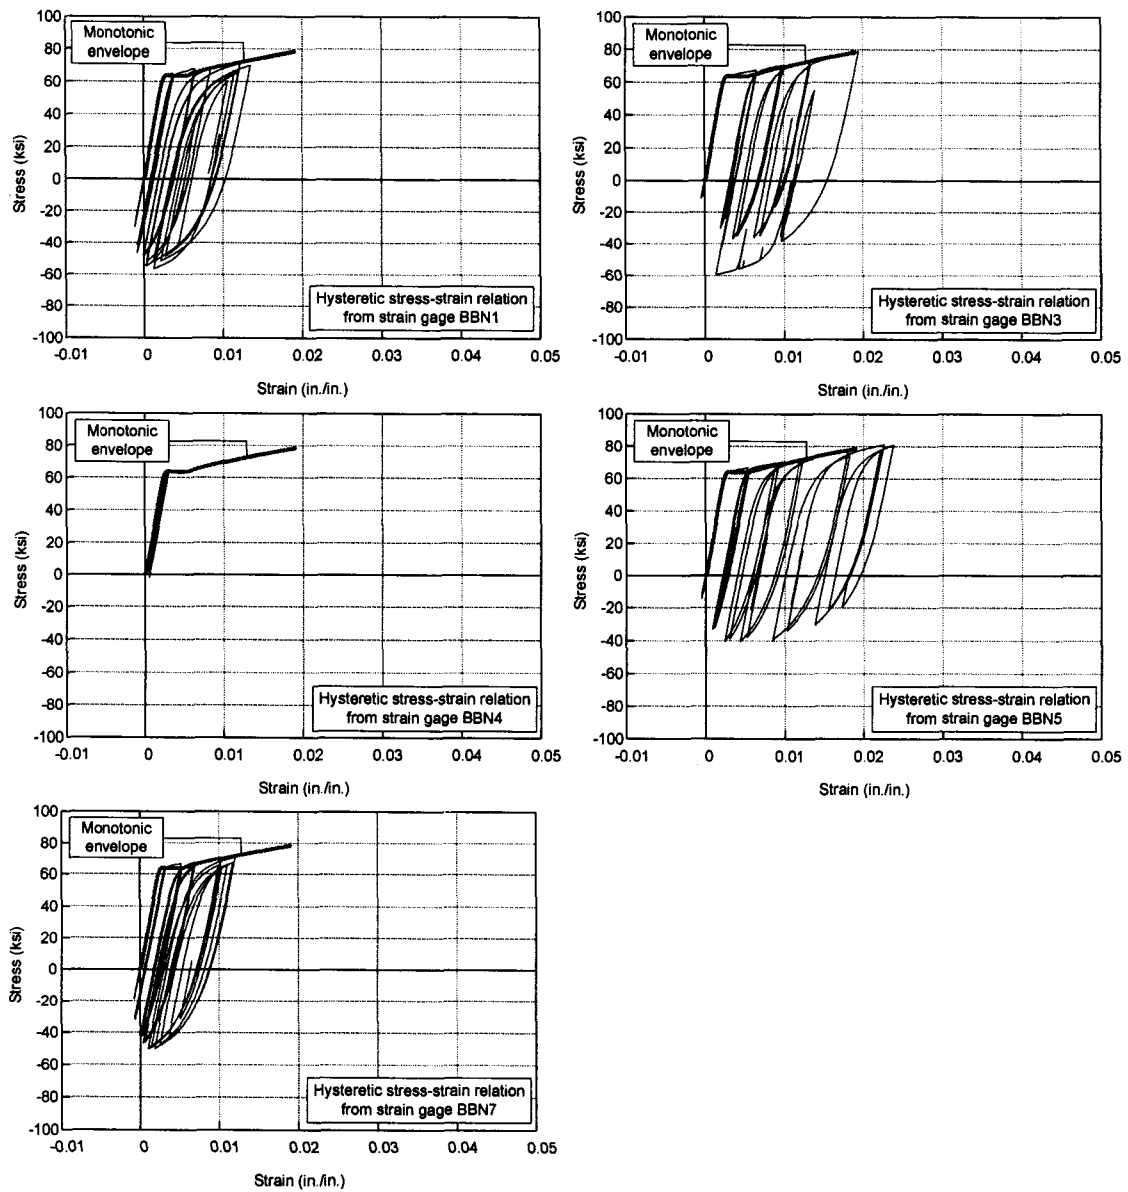 100
80
60
40
20
0
-20
-40
-60
-80
-100
Stress (ksi)
Monotonic
envelope
Hysteretic stress-strain relation
from strain gage BBN1
-0.01 0 0.01 0.02 0.03 0.04 0.05
Strain (in./in.)
100
80
60
40
20
0
-20
-40
-60
-80
-100
Stress (ksi)
Monotonic
envelope
Hysteretic stress-strain relation
from strain gage BBN3
-0.01 0 0.01 0.02 0.03 0.04 0.05
Strain (in./in.)
100
80
60
40
20
0
-20
-40
-60
-80
-100
Stress (ksi)
Monotonic
envelope
Hysteretic stress-strain relation
from strain gage BBN4
-0.01 0 0.01 0.02 0.03 0.04 0.05
Strain (in./in.)
100
80
60
40
20
0
-20
-40
-60
-80
-100
Stress (ksi)
Monotonic
envelope
Hysteretic stress-strain relation
from strain gage BBN5
-0.01 0 0.01 0.02 0.03 0.04 0.05
Strain (in./in.)
100
80
60
40
20
0
-20
-40
-60
-80
-100
Stress (ksi)
Monotonic
envelope
Hysteretic stress-strain relation
from strain gage BBN7
-0.01 0 0.01 0.02 0.03 0.04 0.05
Strain (in./in.)